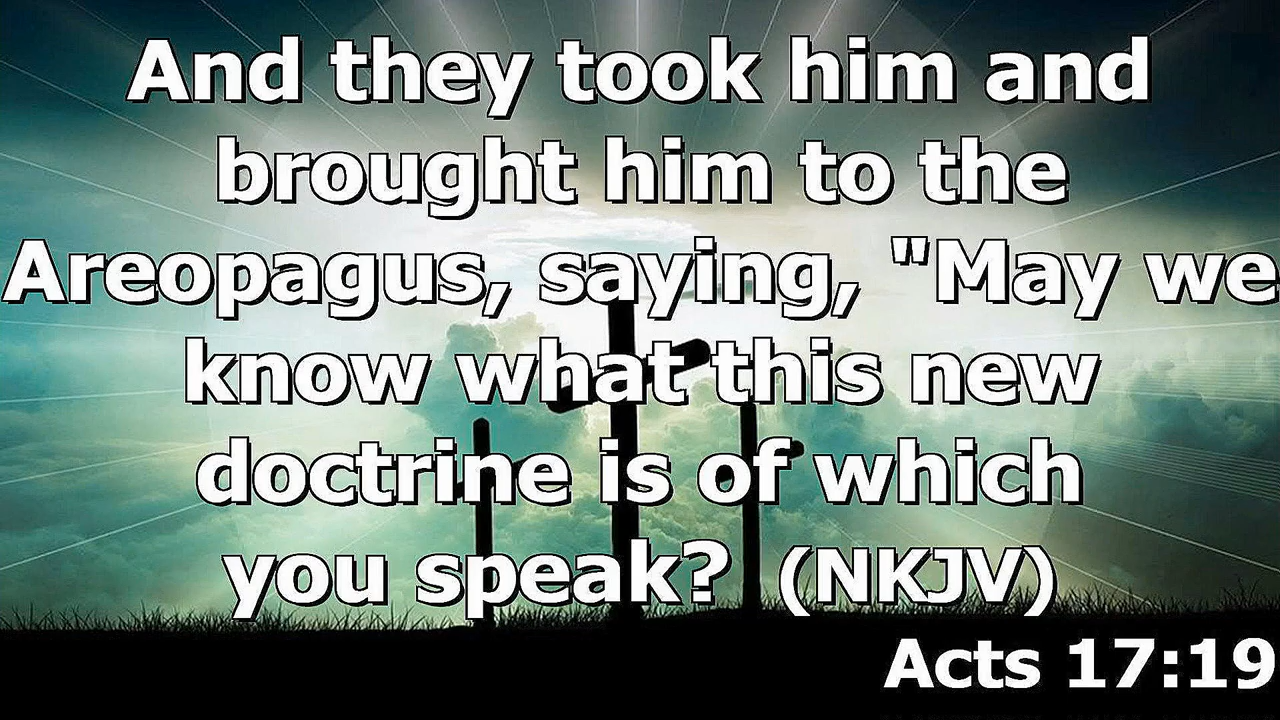 And they took him and
brought him to the
Areopagus, saying, "May we
know what this new
doctrine is of which
you speak? (NKJV)
Acts 17:19